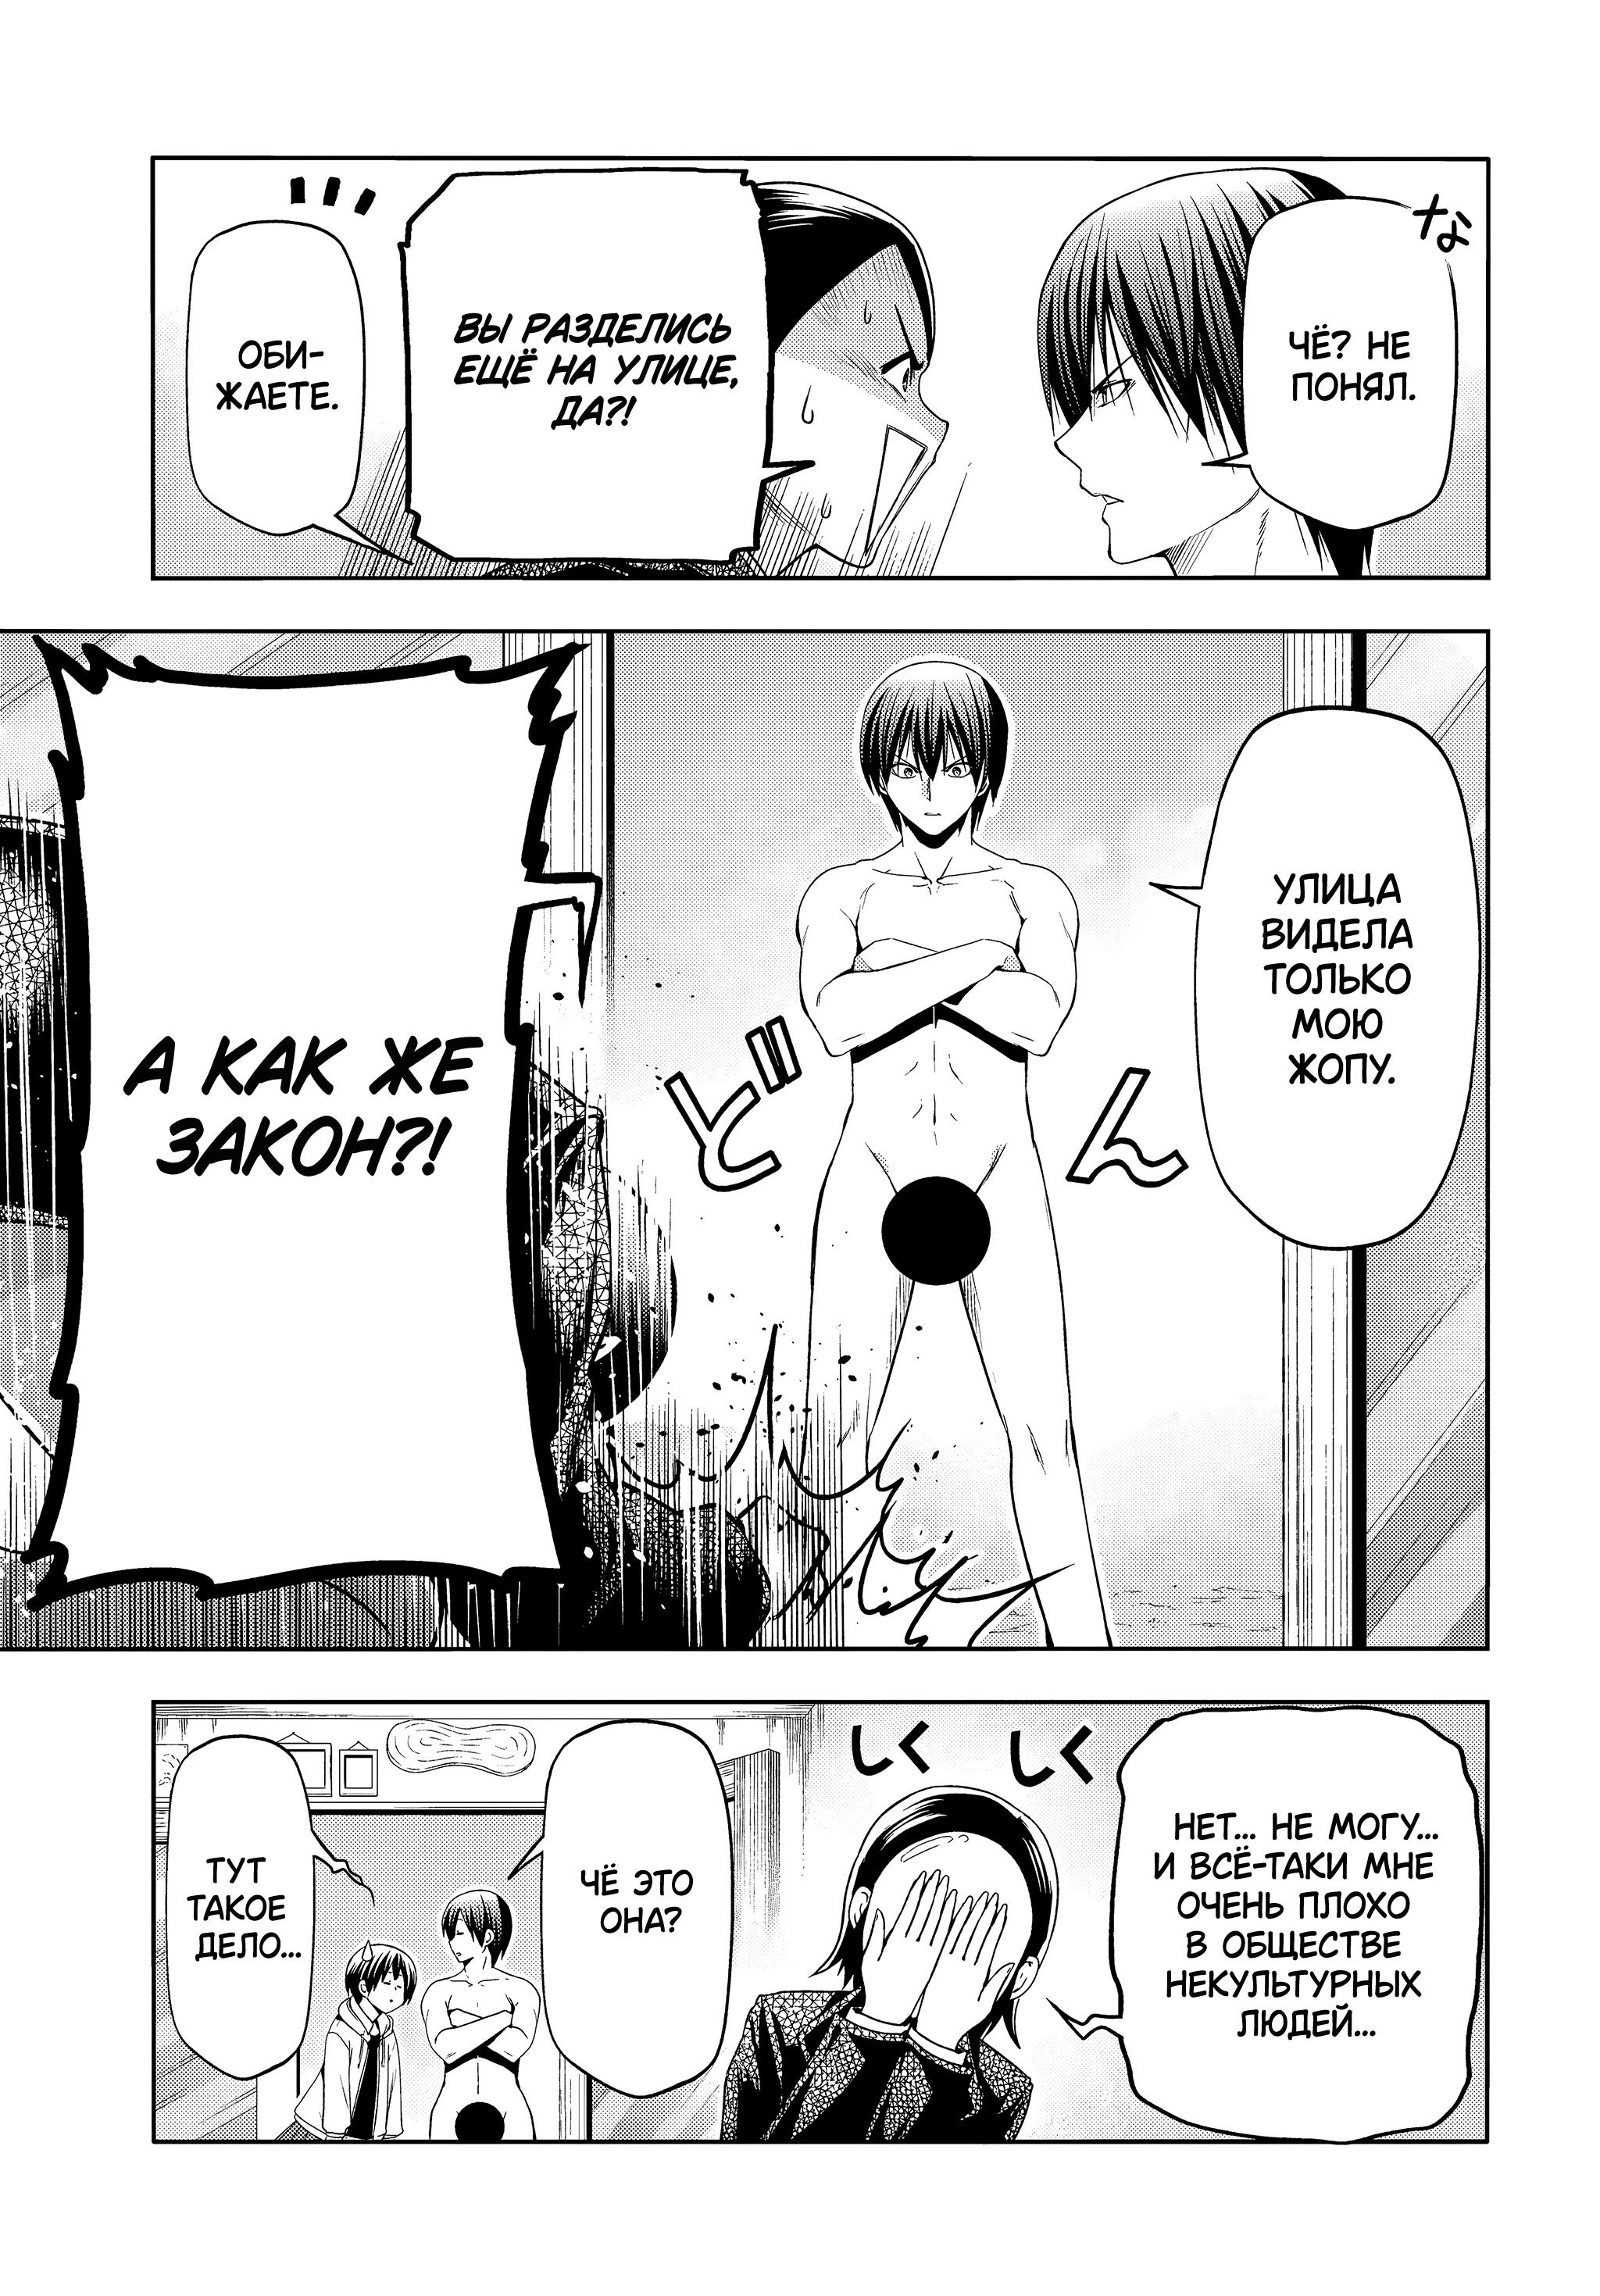 ЧЁ? НЕ
ПОНЯЛ.
な
ВЫ РАЗДЕЛИСЬ
ЕЩЁ НА УЛИЦЕ,
ДА?!
ОБИ-
ЖАЕТЕ.
УЛИЦА
ВИДЕЛА
ТОЛЬКО
МОЮ
ЖОПУ.
どん
А КАК ЖЕ
ЗАКОН?!
НЕТ... НЕ МОГУ...
И ВСЁ-ТАКИ МНЕ
ОЧЕНЬ ПЛОХО
В ОБЩЕСТВЕ
НЕКУЛЬТУРНЫХ
ЛЮДЕЙ...
しく しく
ЧЁ ЭТО
ОНА?
ТУТ
ТАКОЕ
ДЕЛО...